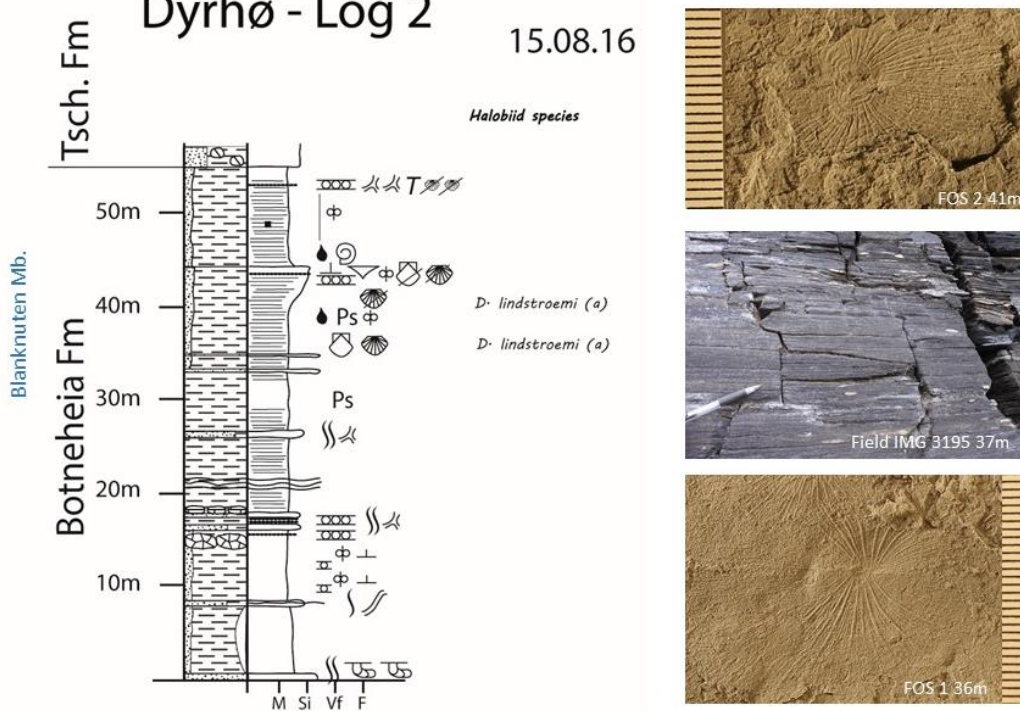 Dyrhø - Log 2
15.08.16
Halobiid species
Tsch. Fm
Blanknuten Mb.
Botneheia Fm
T
50m
40m
D. lindstroemi (a)
Ps
D. lindstroemi (a)
30m
Ps
20m
10m
M Si Vf F
FOS 2 41m
Field IMG 3195 37m
FOS 1 36m